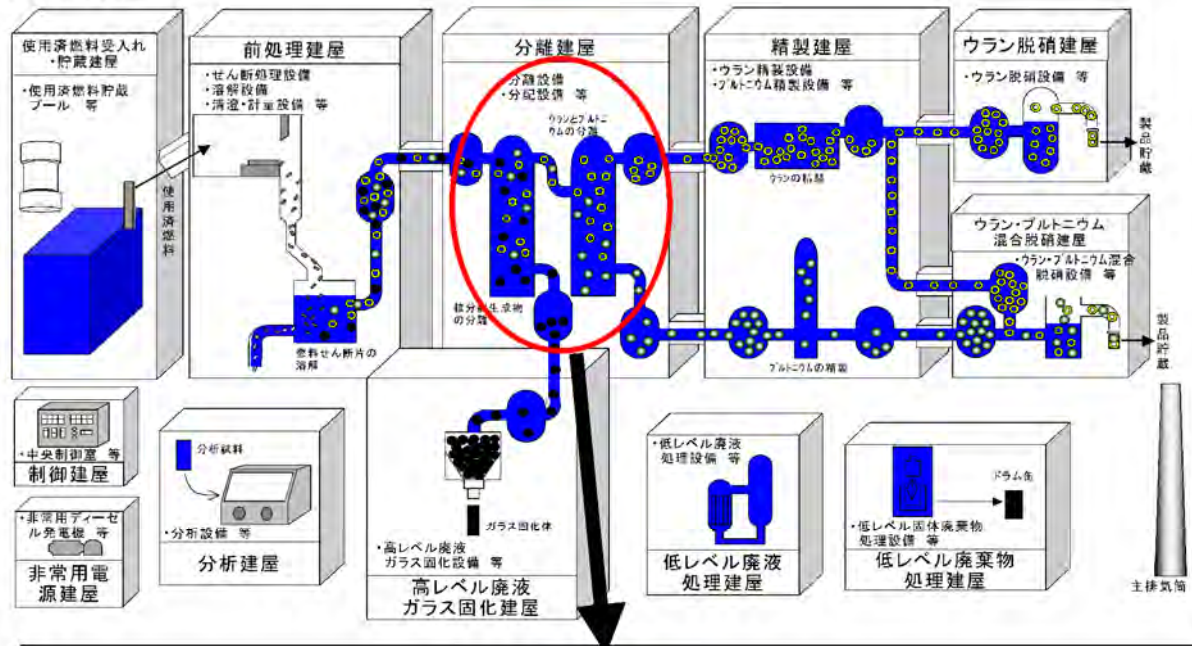 使用済燃料受入れ
・貯蔵建屋
・使用済燃料貯蔵
プール 等
使用済燃料
前処理建屋
・せん断処理設備
・溶解設備
・清澄・計量設備 等
燃料せん断片の
溶解
分離建屋
・分離設備
・分配設備 等
ウランとプルトニ
ウムの分離
核分裂生成物
の分離
精製建屋
・ウラン精製設備
・プルトニウム精製設備 等
ウランの精製
プルトニウムの精製
ウラン脱硝建屋
・ウラン脱硝設備 等
製品貯蔵
ウラン・プルトニウム
混合脱硝建屋
・ウラン・プルトニウム混合
脱硝設備 等
製品貯蔵
・中央制御室 等
制御建屋
・非常用ディーゼ
ル発電機 等
非常用電
源建屋
分析試料
・分析設備 等
分析建屋
ガラス固化体
・高レベル廃液
ガラス固化設備 等
高レベル廃液
ガラス固化建屋
・低レベル廃液
処理設備 等
低レベル廃液
処理建屋
ドラム缶
・低レベル固体廃棄物
処理設備 等
低レベル廃棄物
処理建屋
主排気筒